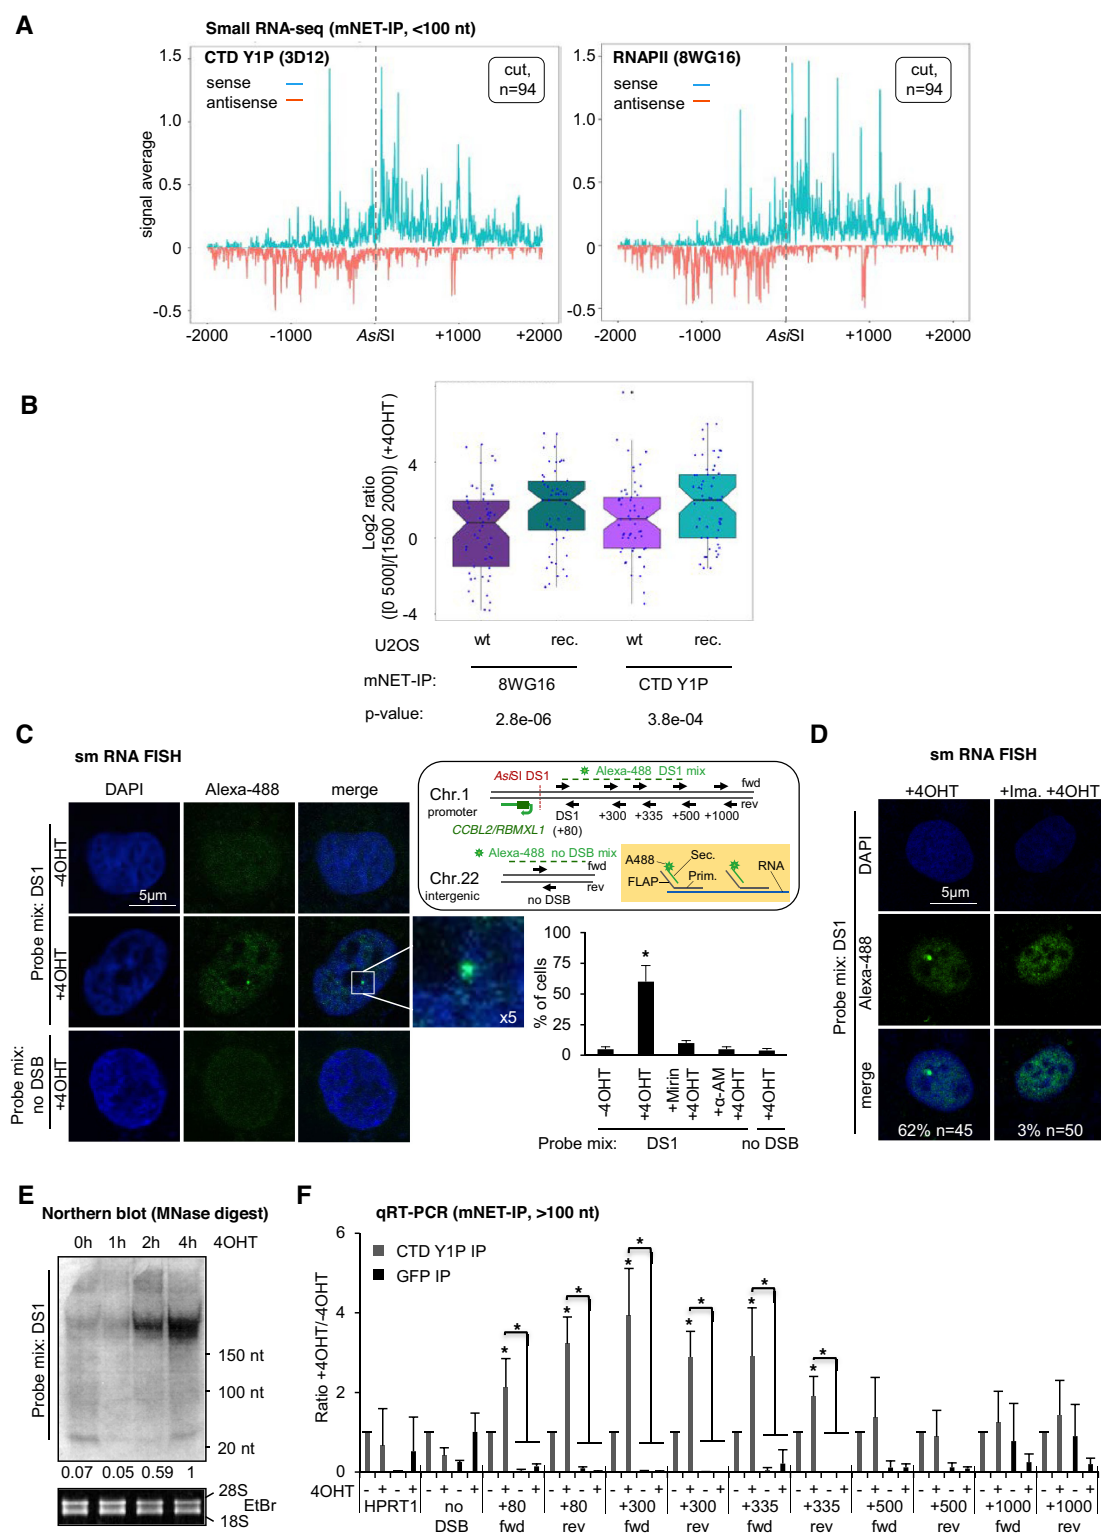 A
Small RNA-seq (mNET-IP, <100 nt)
CTD Y1P (3D12)
sense
antisense
cut,
n=94
RNAPII (8WG16)
sense
antisense
cut,
n=94
signal average
1.5
1.0
0.5
0
-0.5
-2000 -1000 AsiSI +1000 +2000
1.5
1.0
0.5
0
-0.5
-2000 -1000 AsiSI +1000 +2000
B
Log2 ratio
([0 500]/[1500 2000]) (+4OHT)
4
0
-4
U2OS wt rec. wt rec.
mNET-IP: 8WG16 CTD Y1P
p-value: 2.8e-06 3.8e-04
C
sm RNA FISH
DAPI Alexa-488 merge
Probe mix: DS1
-4OHT
5µm
+4OHT
x5
Probe mix:
no DSB
+4OHT
AsiSI DS1
Alexa-488 DS1 mix
Chr.1
promoter
fwd
rev
CCBL2/RBMXL1
DS1
(+80)
+300 +335 +500 +1000
Alexa-488 no DSB mix
Chr.22
intergenic
fwd
rev
no DSB
A488
Sec.
FLAP
Prim.
RNA
% of cells
100
75
50
25
0
*
-4OHT
+4OHT
+Mirin
+4OHT
+α-AM
+4OHT
+4OHT
Probe mix: DS1 no DSB
D
sm RNA FISH
+4OHT +Ima. +4OHT
Probe mix: DS1
DAPI
5µm
Alexa-488
merge
62% n=45 3% n=50
E
Northern blot (MNase digest)
0h 1h 2h 4h 4OHT
Probe mix: DS1
150 nt
100 nt
20 nt
0.07 0.05 0.59 1
28S
EtBr
18S
F
qRT-PCR (mNET-IP, >100 nt)
CTD Y1P IP
GFP IP
Ratio +4OHT/-4OHT
6
4
2
0
* * * * * * * * * * * *
4OHT - + - + - + - + - + - + - + - + - + - + - + - + - + - + - + - + - + - + - + - + - + - + - + - +
HPRT1 no +80 +80 +300 +300 +335 +335 +500 +500 +1000 +1000
DSB fwd rev fwd rev fwd rev fwd rev fwd rev